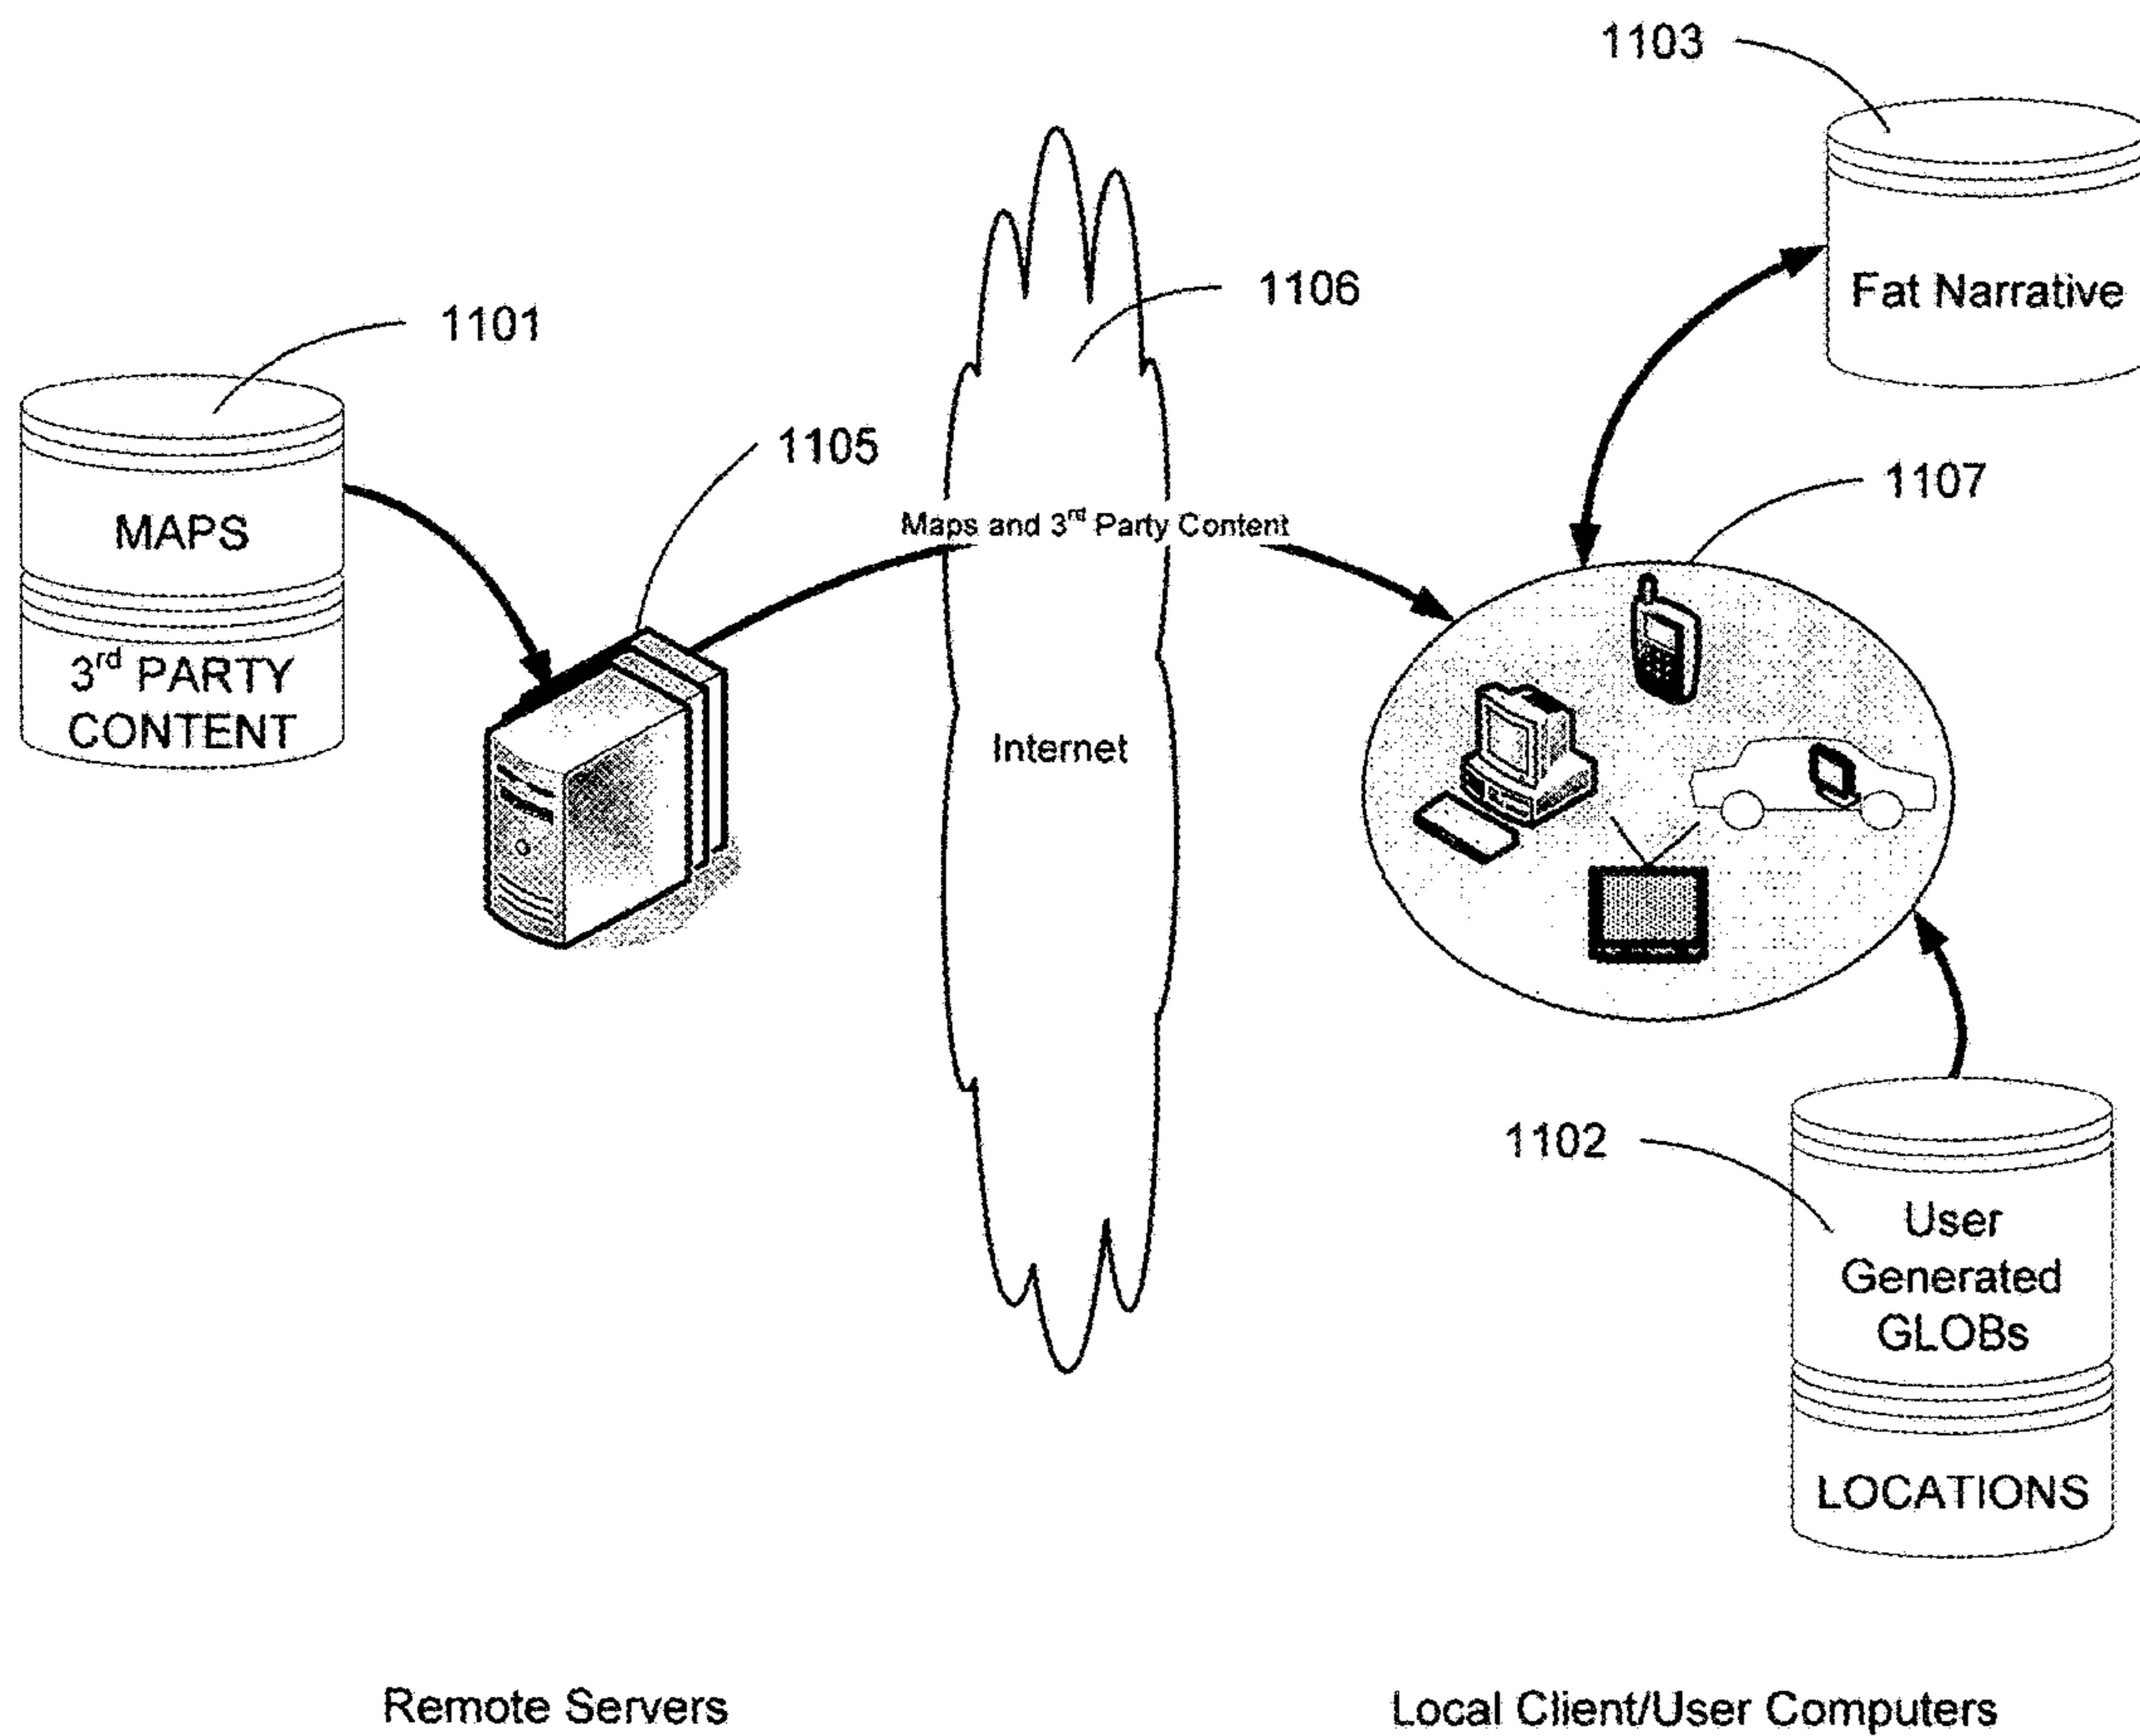 1103
Fat Narrative
1106
1101
1105
1107
MAPS
Maps and 3rd Party Content
3rd PARTY
CONTENT
Internet
1102
User
Generated
GLOBs
LOCATIONS
Remote Servers
Local Client/User Computers